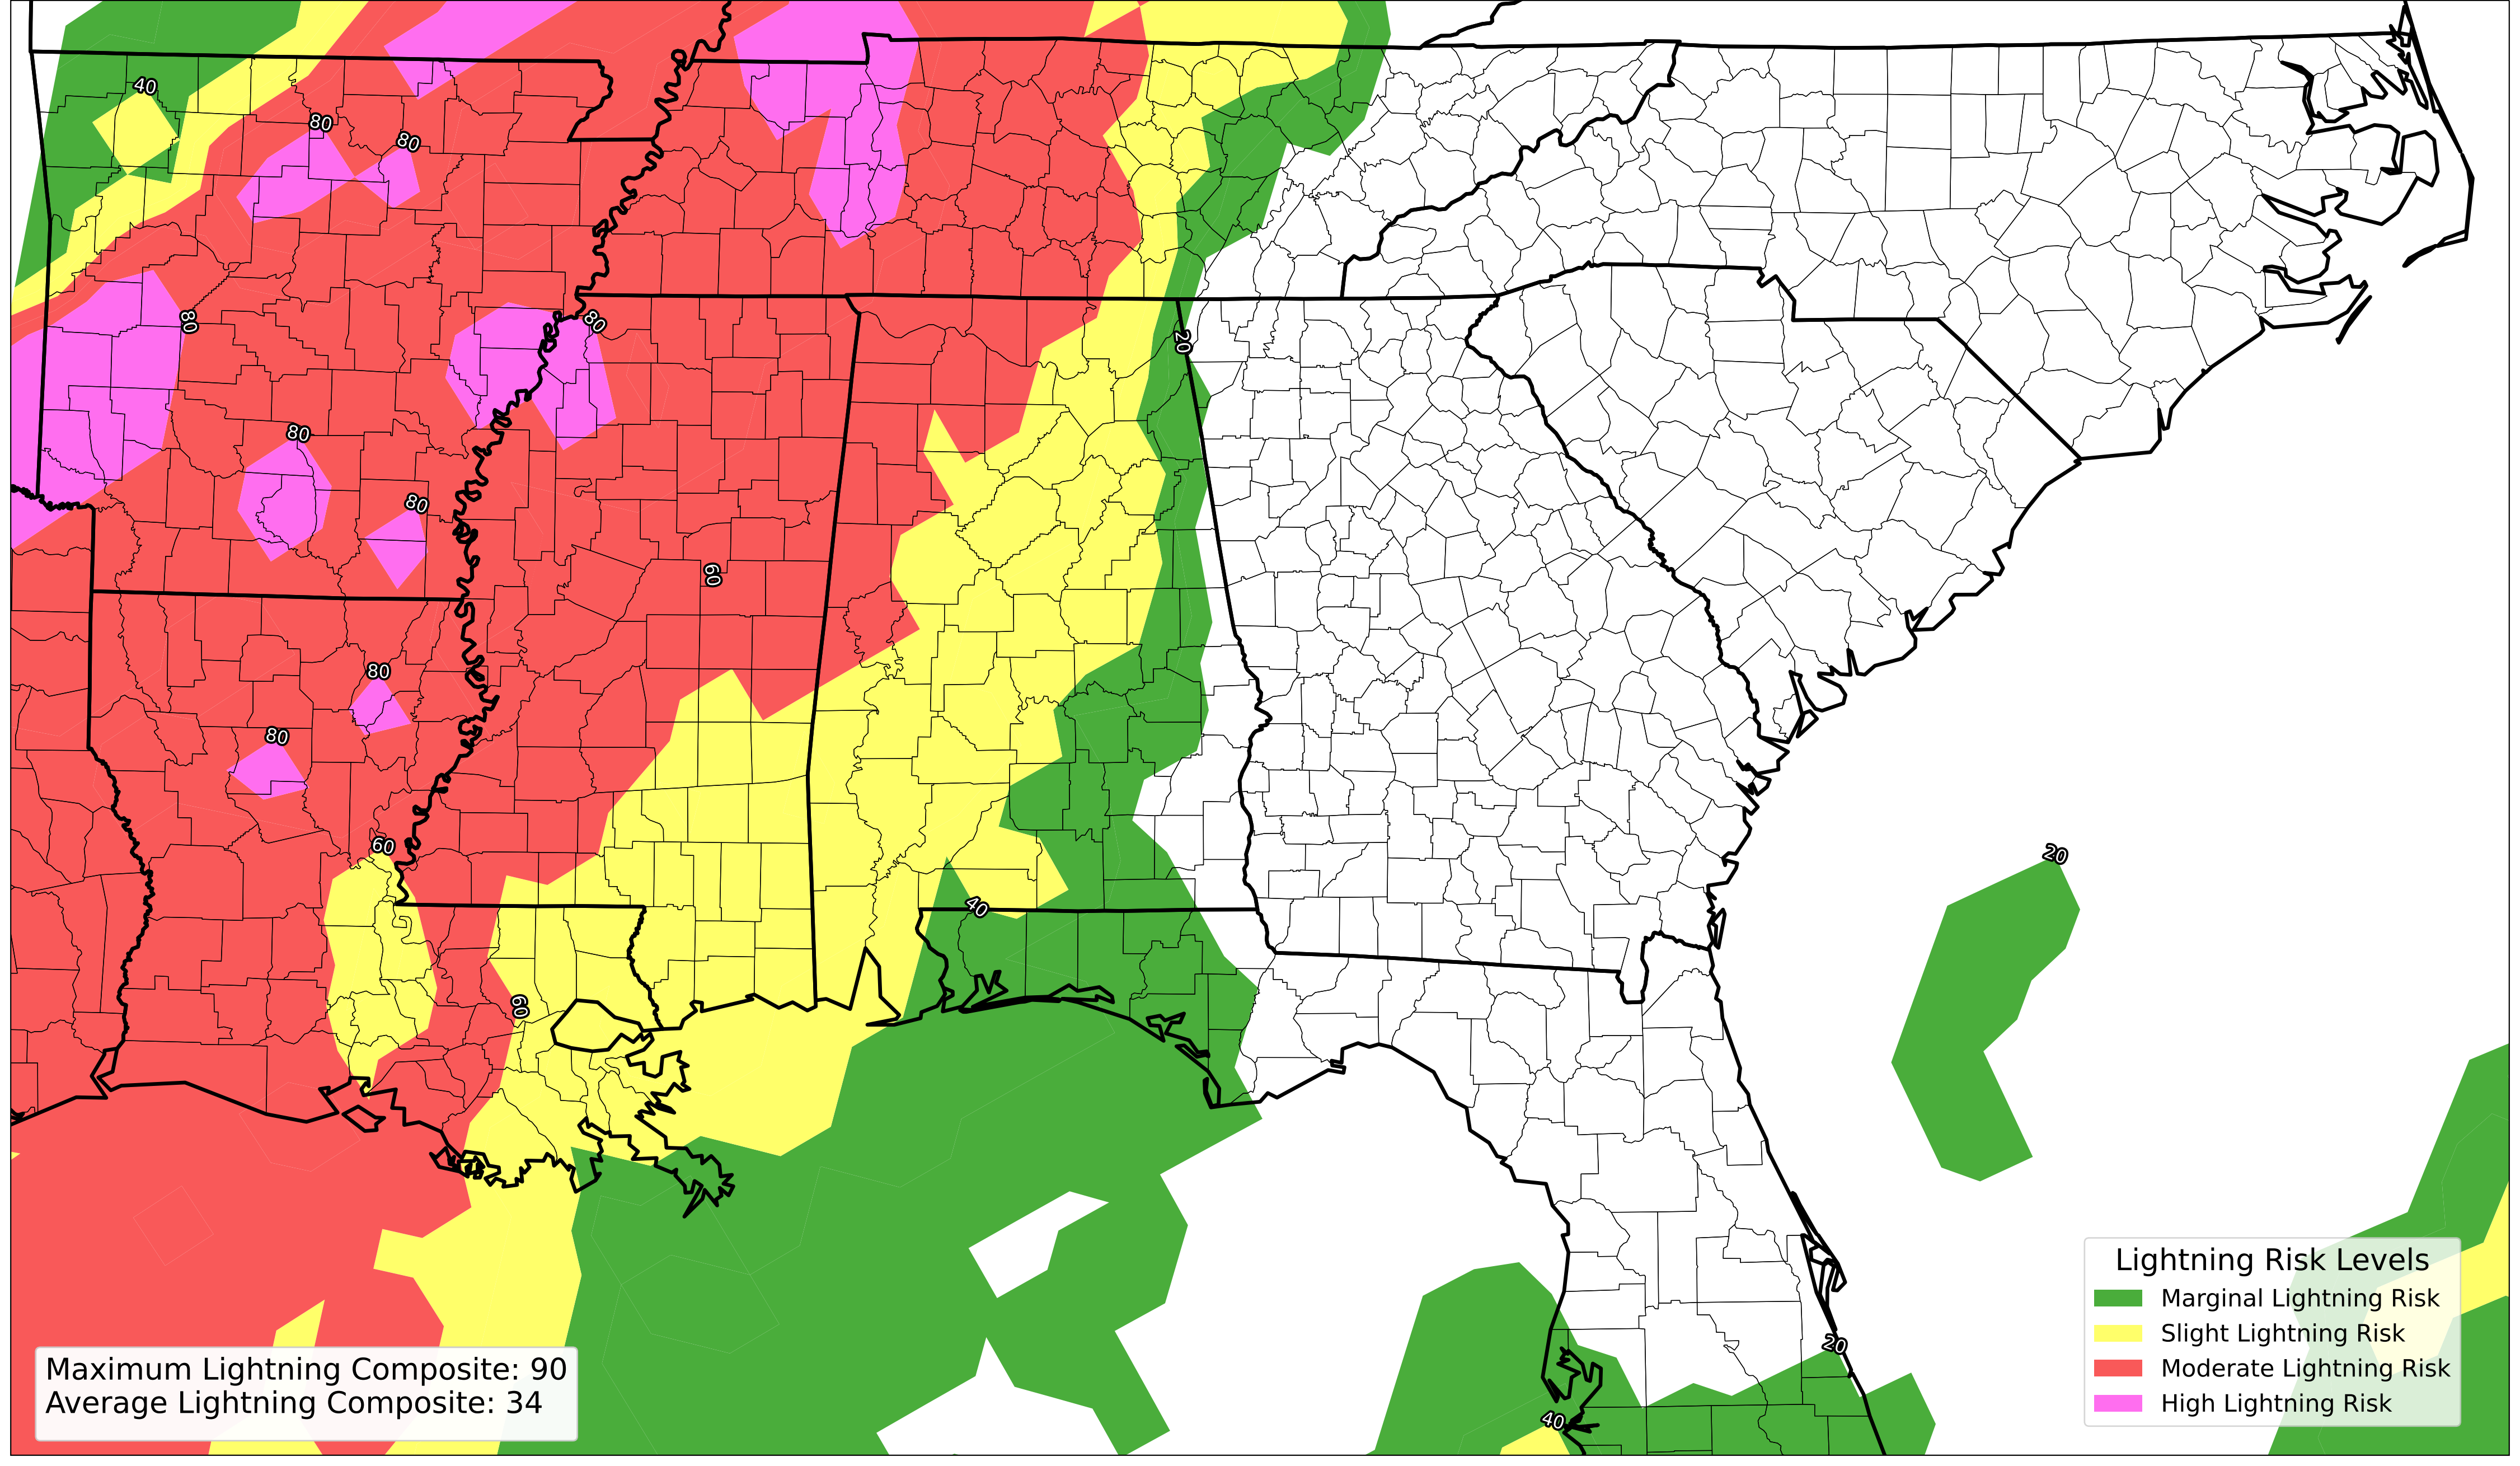 40
80
80
20
80
80
80
80
60
80
80
60
20
40
60
20
40
Maximum Lightning Composite: 90
Average Lightning Composite: 34
Lightning Risk Levels
Marginal Lightning Risk
Slight Lightning Risk
Moderate Lightning Risk
High Lightning Risk